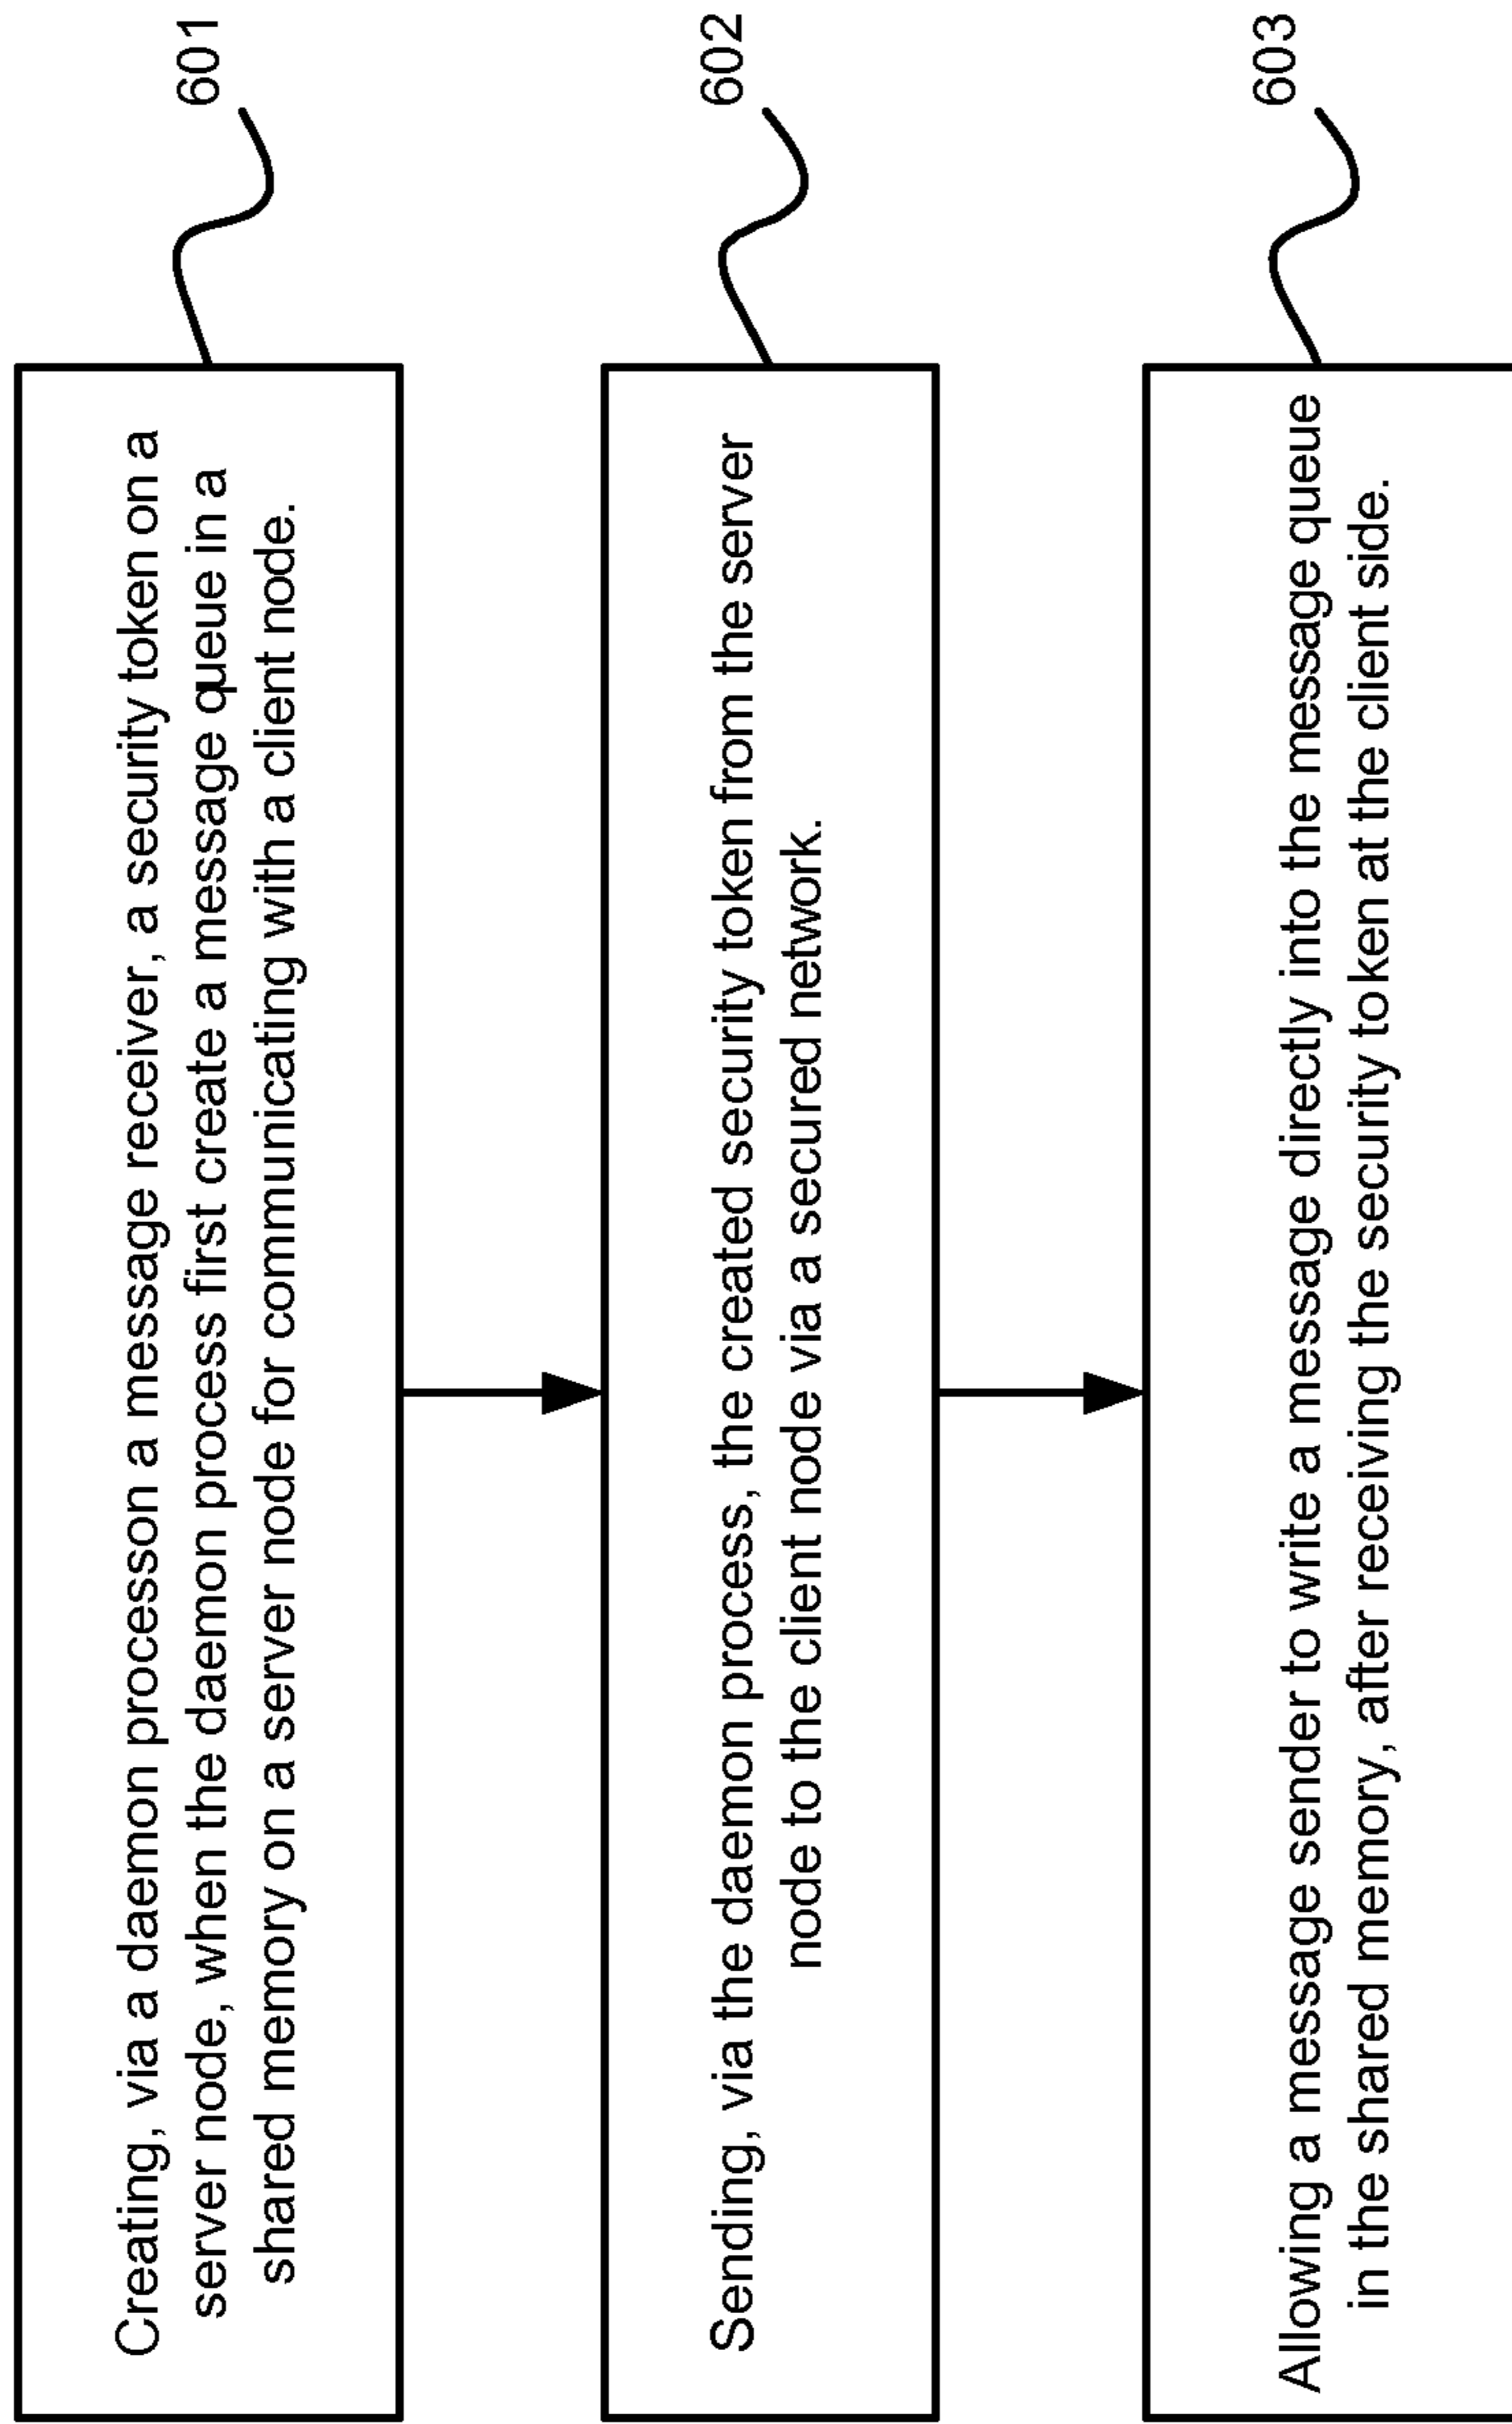 Creating, via a daemon processon a message receiver, a security token on a
server node, when the daemon process first create a message queue in a
shared memory on a server node for communicating with a client node.
601
Sending, via the daemon process, the created security token from the server
node to the client node via a secured network.
602
Allowing a message sender to write a message directly into the message queue
in the shared memory, after receiving the security token at the client side.
603